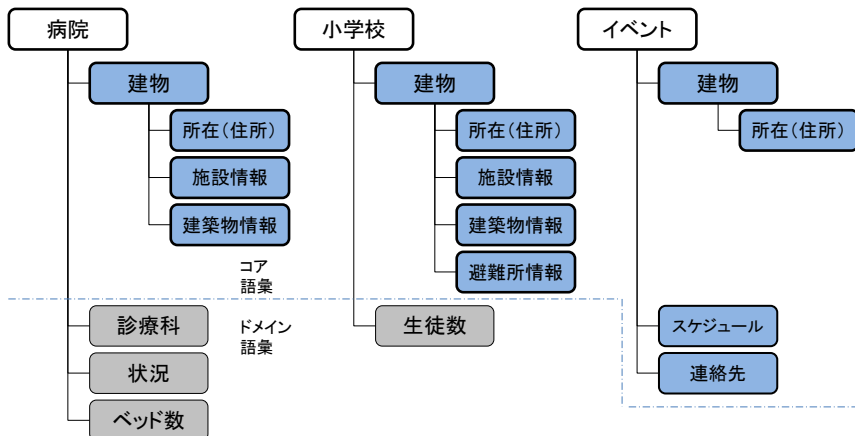 病院
建物
所在(住所)
施設情報
建築物情報
コア
語彙
診療科
ドメイン
語彙
状況
ベッド数
小学校
建物
所在(住所)
施設情報
建築物情報
避難所情報
生徒数
イベント
建物
所在(住所)
スケジュール
連絡先